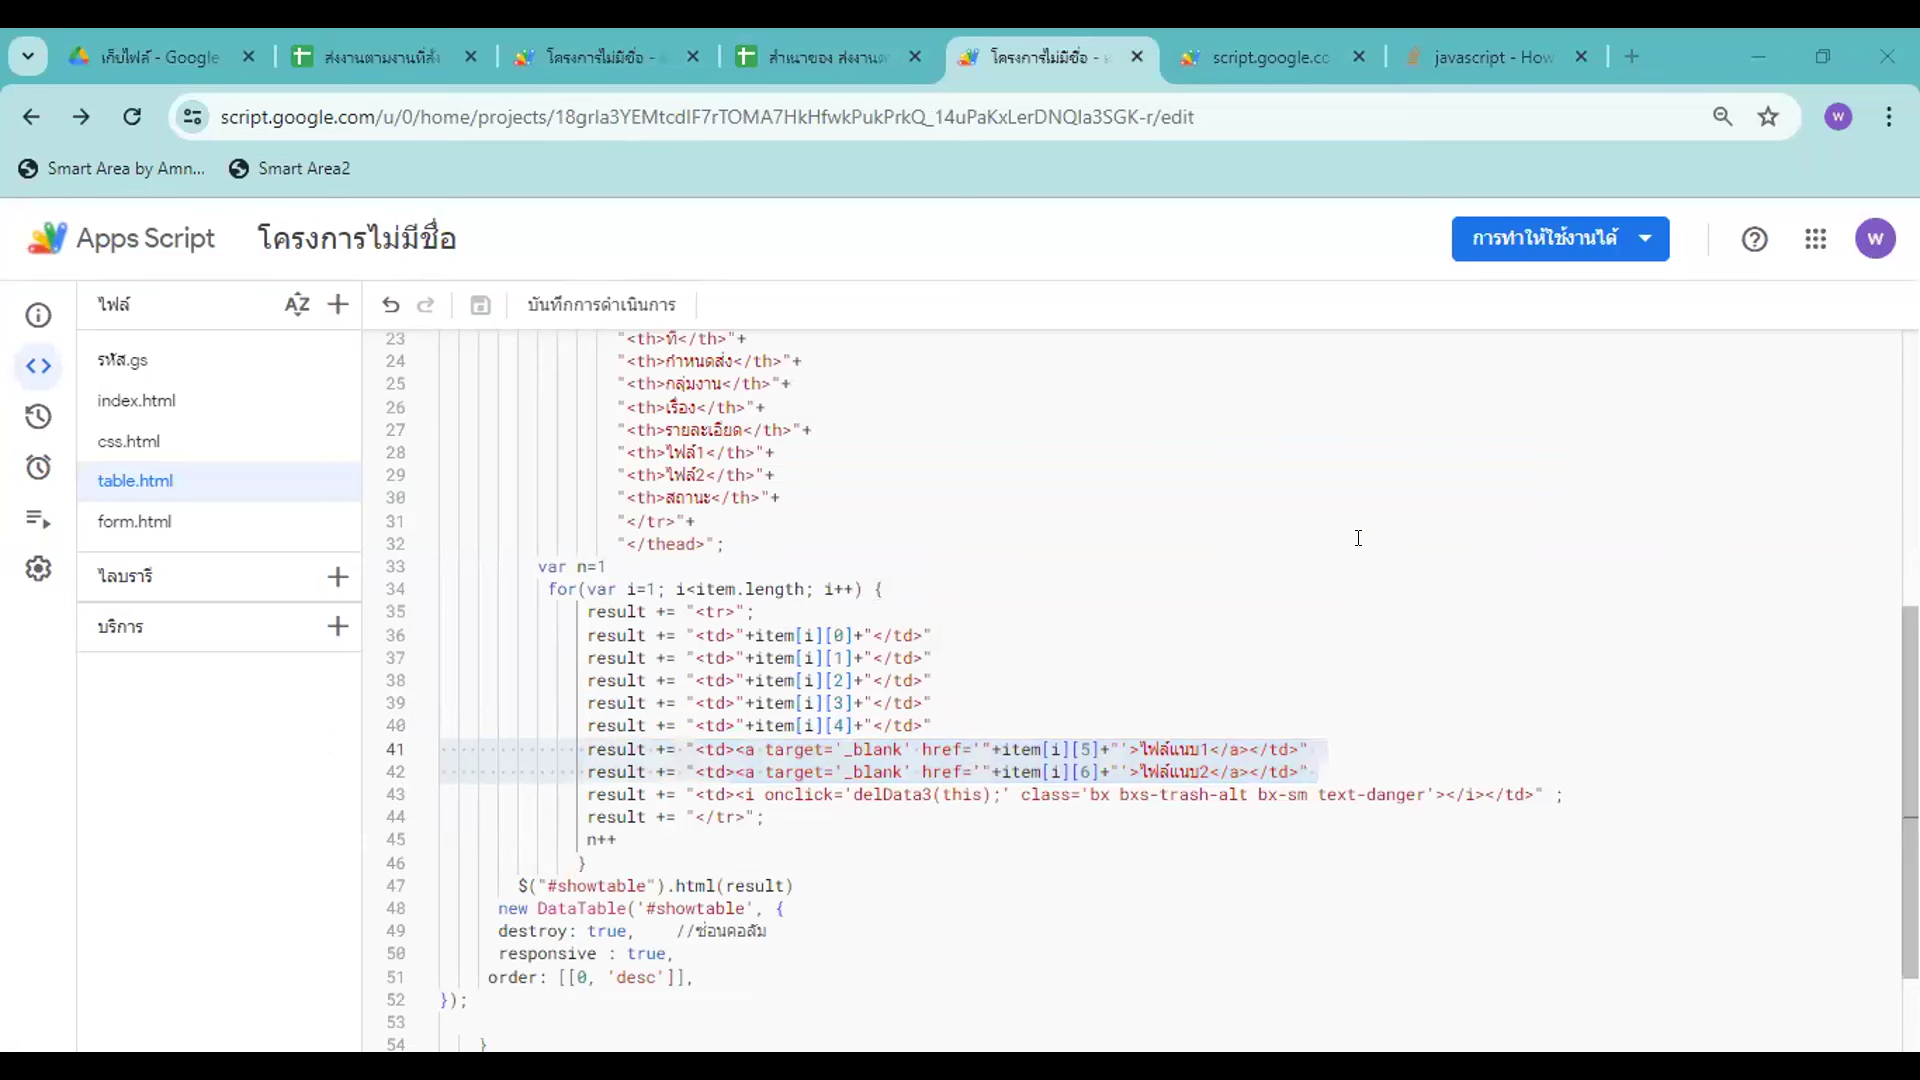 เก็บไฟล์ - Google
ส่งงานตามงานที่สั่ง
โครงการไม่มีชื่อ -
สำเนาของ ส่งงานต
โครงการไม่มีชื่อ -
script.google.co
javascript - How
script.google.com/u/0/home/projects/18grIa3YEMtcdIF7rTOMA7HkHfwkPukPrkQ_14uPaKxLerDNQIa3SGK-r/edit
W
Smart Area by Amn...
Smart Area2
Apps Script
โครงการไม่มีชื่อ
การทำให้ใช้งานได้
W
ไฟล์
AZ
บันทึกการดำเนินการ
รหัส.gs
index.html
css.html
table.html
form.html
ไลบรารี
บริการ
23 "<th>ที่</th>"+
24 "<th>กำหนดส่ง</th>"+
25 "<th>กลุ่มงาน</th>"+
26 "<th>เรื่อง</th>"+
27 "<th>รายละเอียด</th>"+
28 "<th>ไฟล์1</th>"+
29 "<th>ไฟล์2</th>"+
30 "<th>สถานะ</th>"+
31 "</tr>"+
32 "</thead>";
33 var n=1
34 for(var i=1; i<item.length; i++) {
35 result += "<tr>";
36 result += "<td>"+item[i][0]+"</td>"
37 result += "<td>"+item[i][1]+"</td>"
38 result += "<td>"+item[i][2]+"</td>"
39 result += "<td>"+item[i][3]+"</td>"
40 result += "<td>"+item[i][4]+"</td>"
41 result += "<td><a target='_blank' href='"+item[i][5]+"'>ไฟล์แนบ1</a></td>"
42 result += "<td><a target='_blank' href='"+item[i][6]+"'>ไฟล์แนบ2</a></td>"
43 result += "<td><i onclick='delData3(this);' class='bx bxs-trash-alt bx-sm text-danger'></i></td>" ;
44 result += "</tr>";
45 n++
46 }
47 $("#showtable").html(result)
48 new DataTable('#showtable', {
49 destroy: true, //ซ่อนคอลัม
50 responsive : true,
51 order: [[0, 'desc']],
52 });
53
54 }